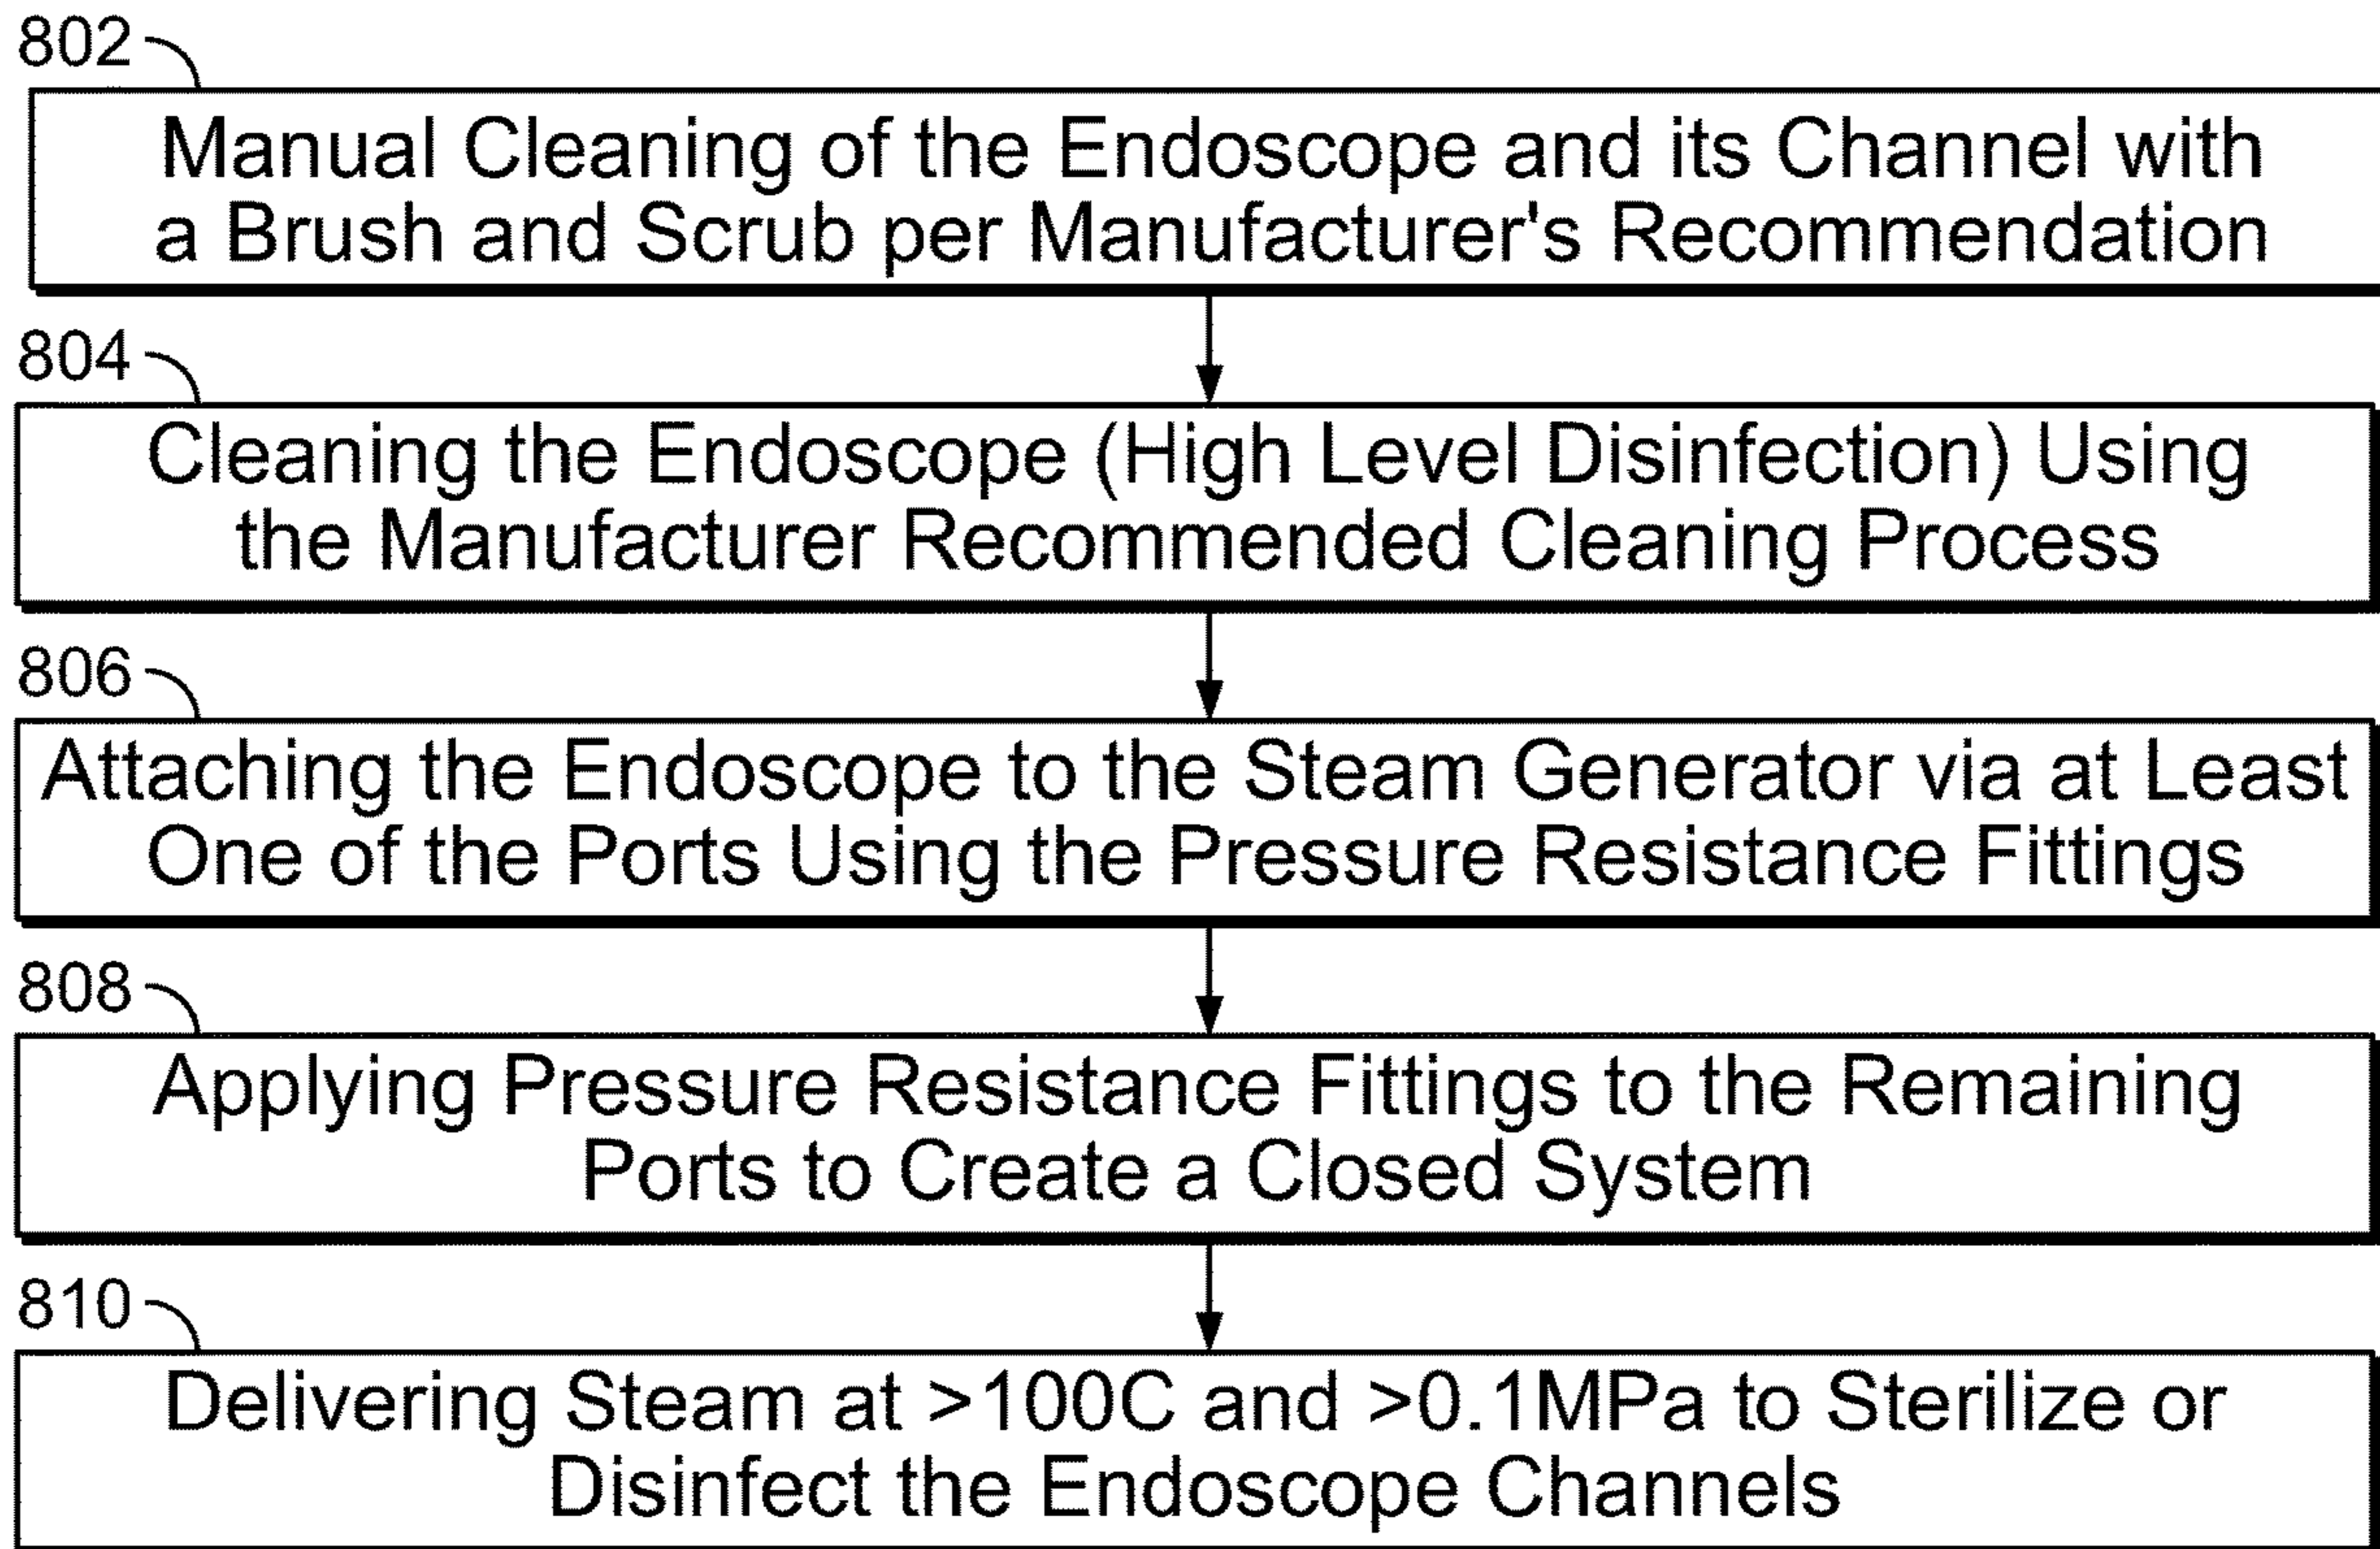 802
Manual Cleaning of the Endoscope and its Channel with
a Brush and Scrub per Manufacturer's Recommendation
804
Cleaning the Endoscope (High Level Disinfection) Using
the Manufacturer Recommended Cleaning Process
806
Attaching the Endoscope to the Steam Generator via at Least
One of the Ports Using the Pressure Resistance Fittings
808
Applying Pressure Resistance Fittings to the Remaining
Ports to Create a Closed System
810
Delivering Steam at >100C and >0.1MPa to Sterilize or
Disinfect the Endoscope Channels